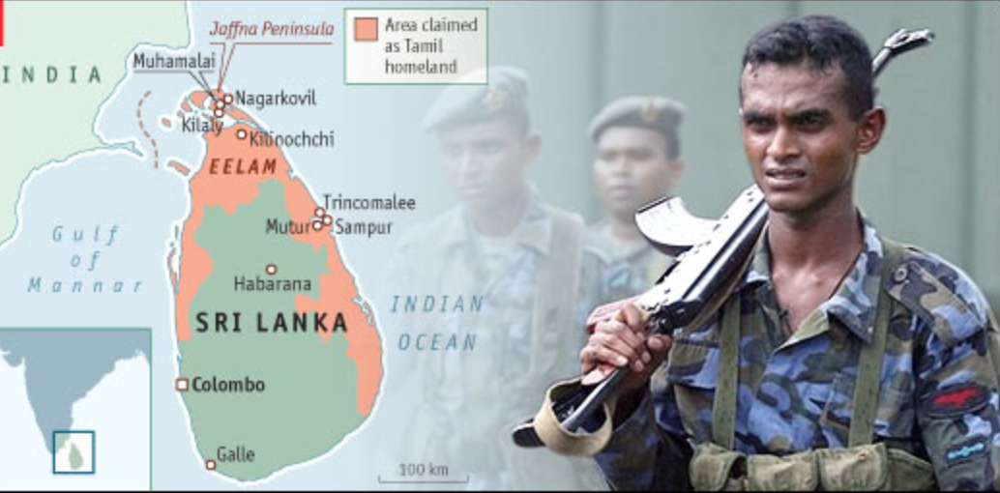 Jaffna Peninsula
Area claimed
as Tamil
homeland
INDIA
Muhamalai
Nagarkovil
Kilaly
Kilinochchi
EELAM
Trincomalee
Mutur
Sampur
Gulf
of
Mannar
Habarana
INDIAN
OCEAN
SRI LANKA
Colombo
Galle
100 km